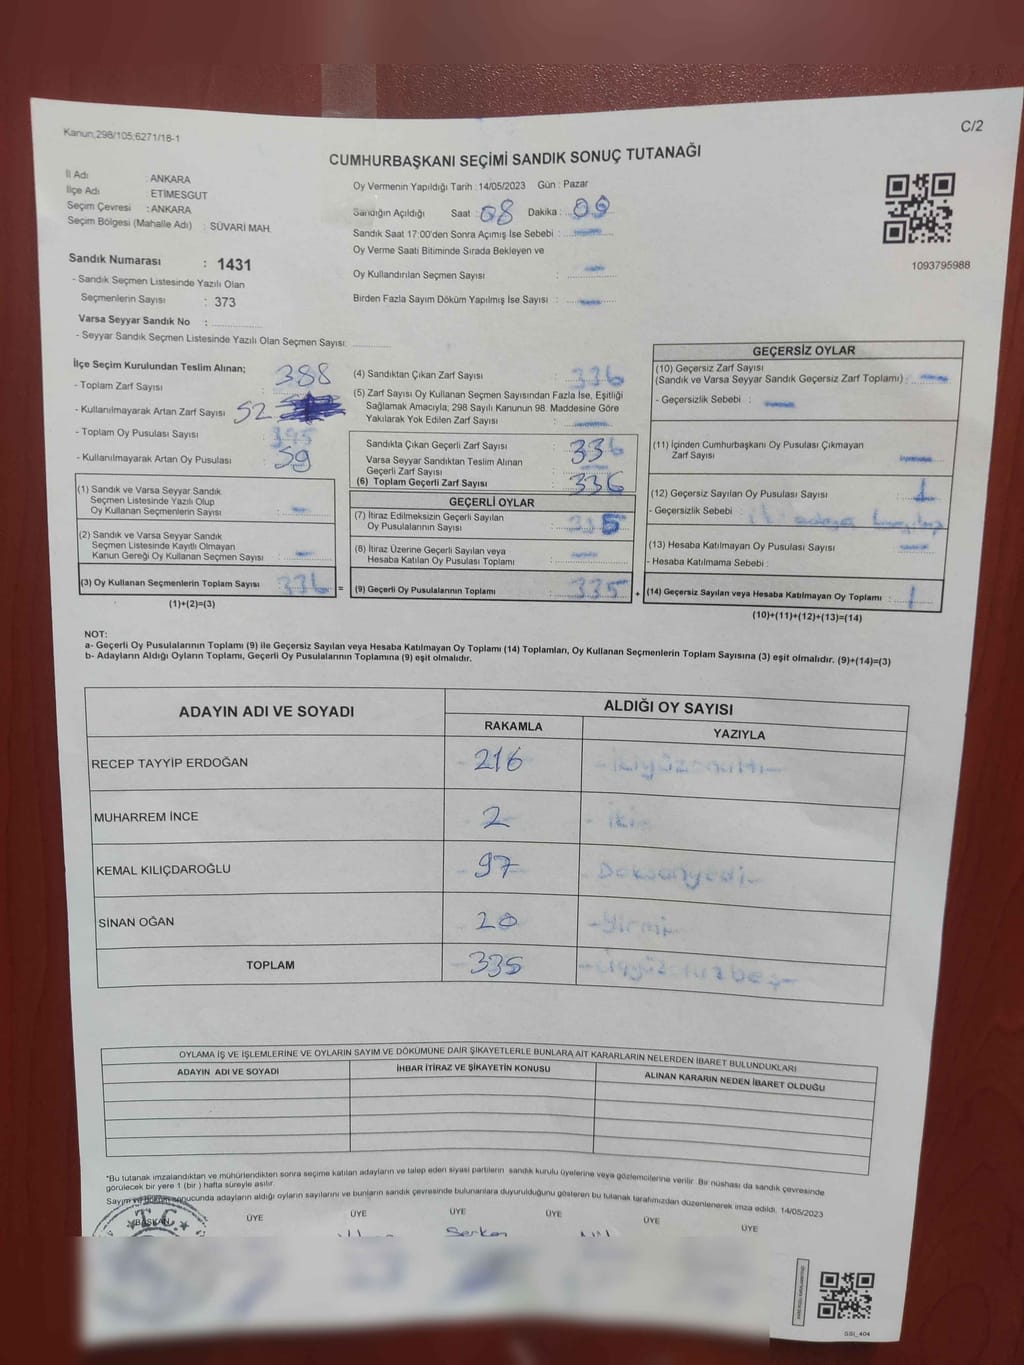 Kanun;298/105;6271/18-1
C/2
CUMHURBAŞKANI SEÇİMİ SANDIK SONUÇ TUTANAĞI
İl Adı : ANKARA
İlçe Adı : ETİMESGUT
Seçim Çevresi : ANKARA
Seçim Bölgesi (Mahalle Adı) : SÜVARİ MAH.
Sandık Numarası : 1431
- Sandık Seçmen Listesinde Yazılı Olan
Seçmenlerin Sayısı : 373
Varsa Seyyar Sandık No :
- Seyyar Sandık Seçmen Listesinde Yazılı Olan Seçmen Sayısı:
Oy Vermenin Yapıldığı Tarih : 14/05/2023 Gün : Pazar
Sandığın Açıldığı Saat : 08 Dakika : 00
Sandık Saat 17:00'den Sonra Açımış İse Sebebi :
Oy Verme Saati Bitiminde Sırada Bekleyen ve
Oy Kullandırılan Seçmen Sayısı :
Birden Fazla Sayım Döküm Yapılmış İse Sayısı :
1093795988
İlçe Seçim Kurulundan Teslim Alınan;
- Toplam Zarf Sayısı : 388
- Kullanılmayarak Artan Zarf Sayısı 52
- Toplam Oy Pusulası Sayısı : 395
- Kullanılmayarak Artan Oy Pusulası : 59
(1) Sandık ve Varsa Seyyar Sandık
Seçmen Listesinde Yazılı Olup
Oy Kullanan Seçmenlerin Sayısı : -
(2) Sandık ve Varsa Seyyar Sandık
Seçmen Listesinde Kayıtlı Olmayan
Kanun Gereği Oy Kullanan Seçmen Sayısı : -
(3) Oy Kullanan Seçmenlerin Toplam Sayısı : 336 =
(1)+(2)=(3)
(4) Sandıktan Çıkan Zarf Sayısı : 336
(5) Zarf Sayısı Oy Kullanan Seçmen Sayısından Fazla İse, Eşitliği
Sağlamak Amacıyla; 298 Sayılı Kanunun 98. Maddesine Göre
Yakılarak Yok Edilen Zarf Sayısı :
Sandıkta Çıkan Geçerli Zarf Sayısı : 336
Varsa Seyyar Sandıktan Teslim Alınan
Geçerli Zarf Sayısı :
(6) Toplam Geçerli Zarf Sayısı : 336
GEÇERLİ OYLAR
(7) İtiraz Edilmeksizin Geçerli Sayılan
Oy Pusulalarının Sayısı : 335
(8) İtiraz Üzerine Geçerli Sayılan veya
Hesaba Katılan Oy Pusulası Toplamı :
(9) Geçerli Oy Pusulalarının Toplamı : 335 +
GEÇERSİZ OYLAR
(10) Geçersiz Zarf Sayısı
(Sandık ve Varsa Seyyar Sandık Geçersiz Zarf Toplamı) :
- Geçersizlik Sebebi :
(11) İçinden Cumhurbaşkanı Oy Pusulası Çıkmayan
Zarf Sayısı :
(12) Geçersiz Sayılan Oy Pusulası Sayısı : 1
- Geçersizlik Sebebi :
(13) Hesaba Katılmayan Oy Pusulası Sayısı :
- Hesaba Katılmama Sebebi :
(14) Geçersiz Sayılan veya Hesaba Katılmayan Oy Toplamı : 1
(10)+(11)+(12)+(13)=(14)
NOT:
a- Geçerli Oy Pusulalarının Toplamı (9) ile Geçersiz Sayılan veya Hesaba Katılmayan Oy Toplamı (14) Toplamları, Oy Kullanan Seçmenlerin Toplam Sayısına (3) eşit olmalıdır. (9)+(14)=(3)
b- Adayların Aldığı Oyların Toplamı, Geçerli Oy Pusulalarının Toplamına (9) eşit olmalıdır.
ADAYIN ADI VE SOYADI
ALDIĞI OY SAYISI
RAKAMLA YAZIYLA
RECEP TAYYİP ERDOĞAN 216 - İkiyüzonaltı -
MUHARREM İNCE 2 - iki -
KEMAL KILIÇDAROĞLU 97 - Doksanyedi -
SİNAN OĞAN 20 - Yirmi -
TOPLAM 335 - Üçyüzotuzbeş -
OYLAMA İŞ VE İŞLEMLERİNE VE OYLARIN SAYIM VE DÖKÜMÜNE DAİR ŞİKAYETLERLE BUNLARA AİT KARARLARIN NELERDEN İBARET BULUNDUKLARI
ADAYIN ADI VE SOYADI İHBAR İTİRAZ VE ŞİKAYETİN KONUSU ALINAN KARARIN NEDEN İBARET OLDUĞU
*Bu tutanak imzalandıktan ve mühürlendikten sonra seçime katılan adayların ve talep eden siyasi partilerin sandık kurulu üyelerine veya gözlemcilerine verilir. Bir nüshası da sandık çevresinde
görülecek bir yere 1 (bir ) hafta süreyle asılır.
Sayım ve döküm sonucunda adayların aldığı oyların sayılarını ve bunların sandık çevresinde bulunanlara duyurulduğunu gösteren bu tutanak tarafımızdan düzenlenerek imza edildi. 14/05/2023
BAŞKAN ÜYE ÜYE ÜYE ÜYE ÜYE ÜYE
T.C.
Serkan
SSI_404